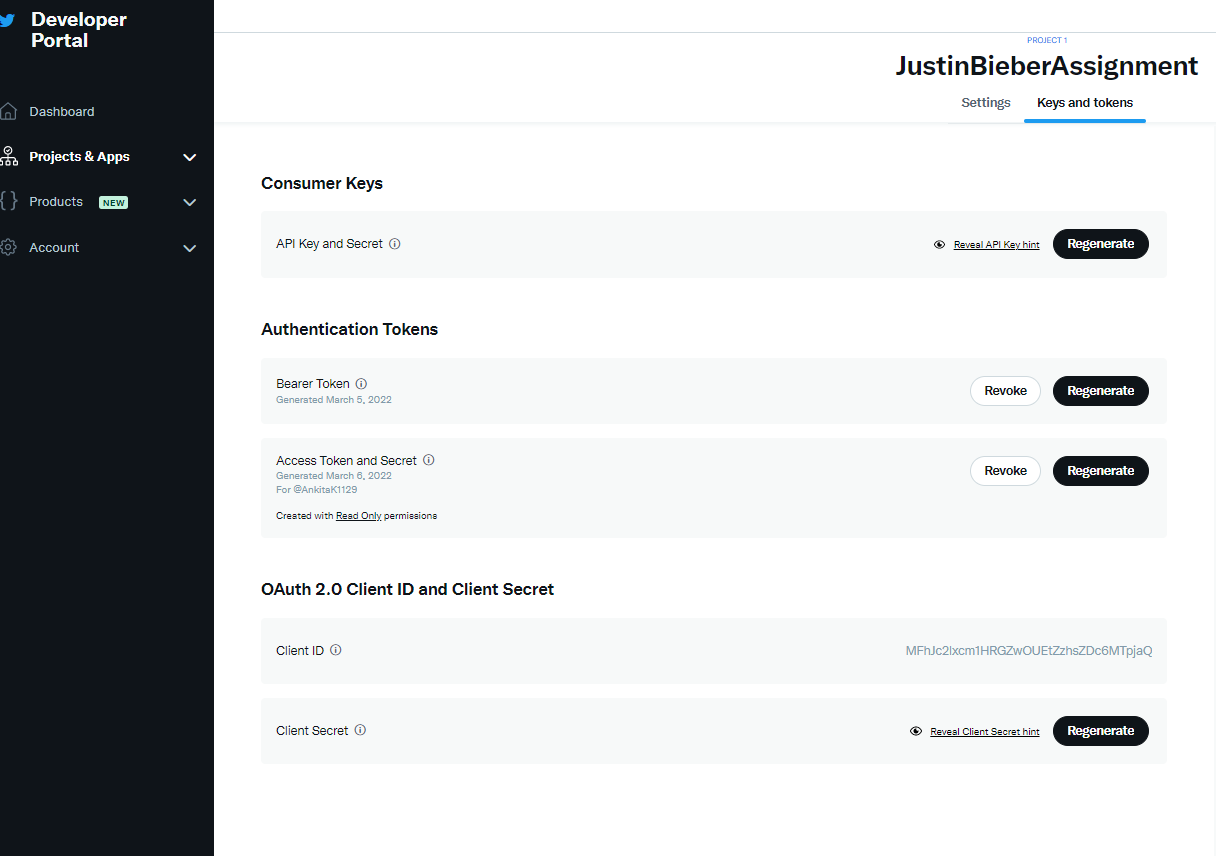 Developer
Portal
Dashboard
Projects & Apps
Products NEW
Account
PROJECT 1
JustinBieberAssignment
Settings Keys and tokens
Consumer Keys
API Key and Secret Reveal API Key hint Regenerate
Authentication Tokens
Bearer Token Revoke Regenerate
Generated March 5, 2022
Access Token and Secret Revoke Regenerate
Generated March 6, 2022
For @AnkitaK1129
Created with Read Only permissions
OAuth 2.0 Client ID and Client Secret
Client ID MFhJc2lxcm1HRGZwOUEtZzhsZDc6MTpjaQ
Client Secret Reveal Client Secret hint Regenerate